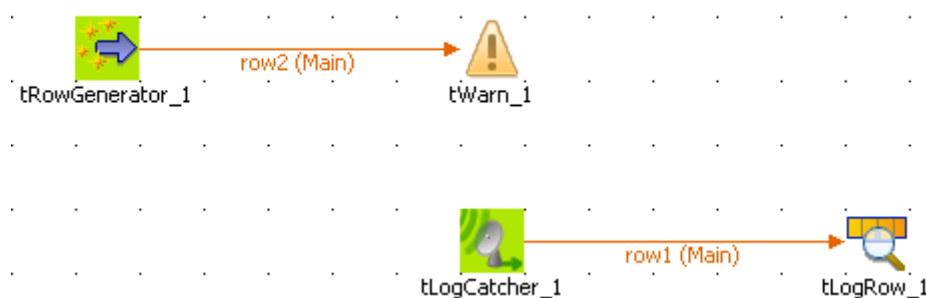 row2 (Main)
tRowGenerator_1
tWarn_1
row1 (Main)
tLogCatcher_1
tLogRow_1